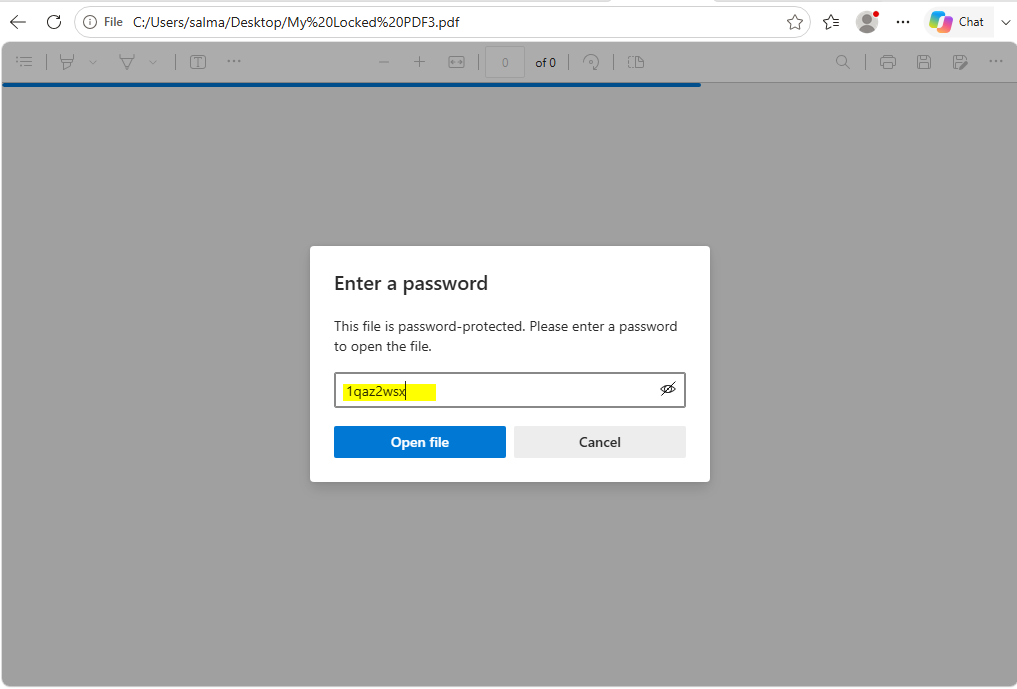 File C:/Users/salma/Desktop/My%20Locked%20PDF3.pdf
Chat
0 of 0
Enter a password
This file is password-protected. Please enter a password
to open the file.
1qaz2wsx
Open file
Cancel